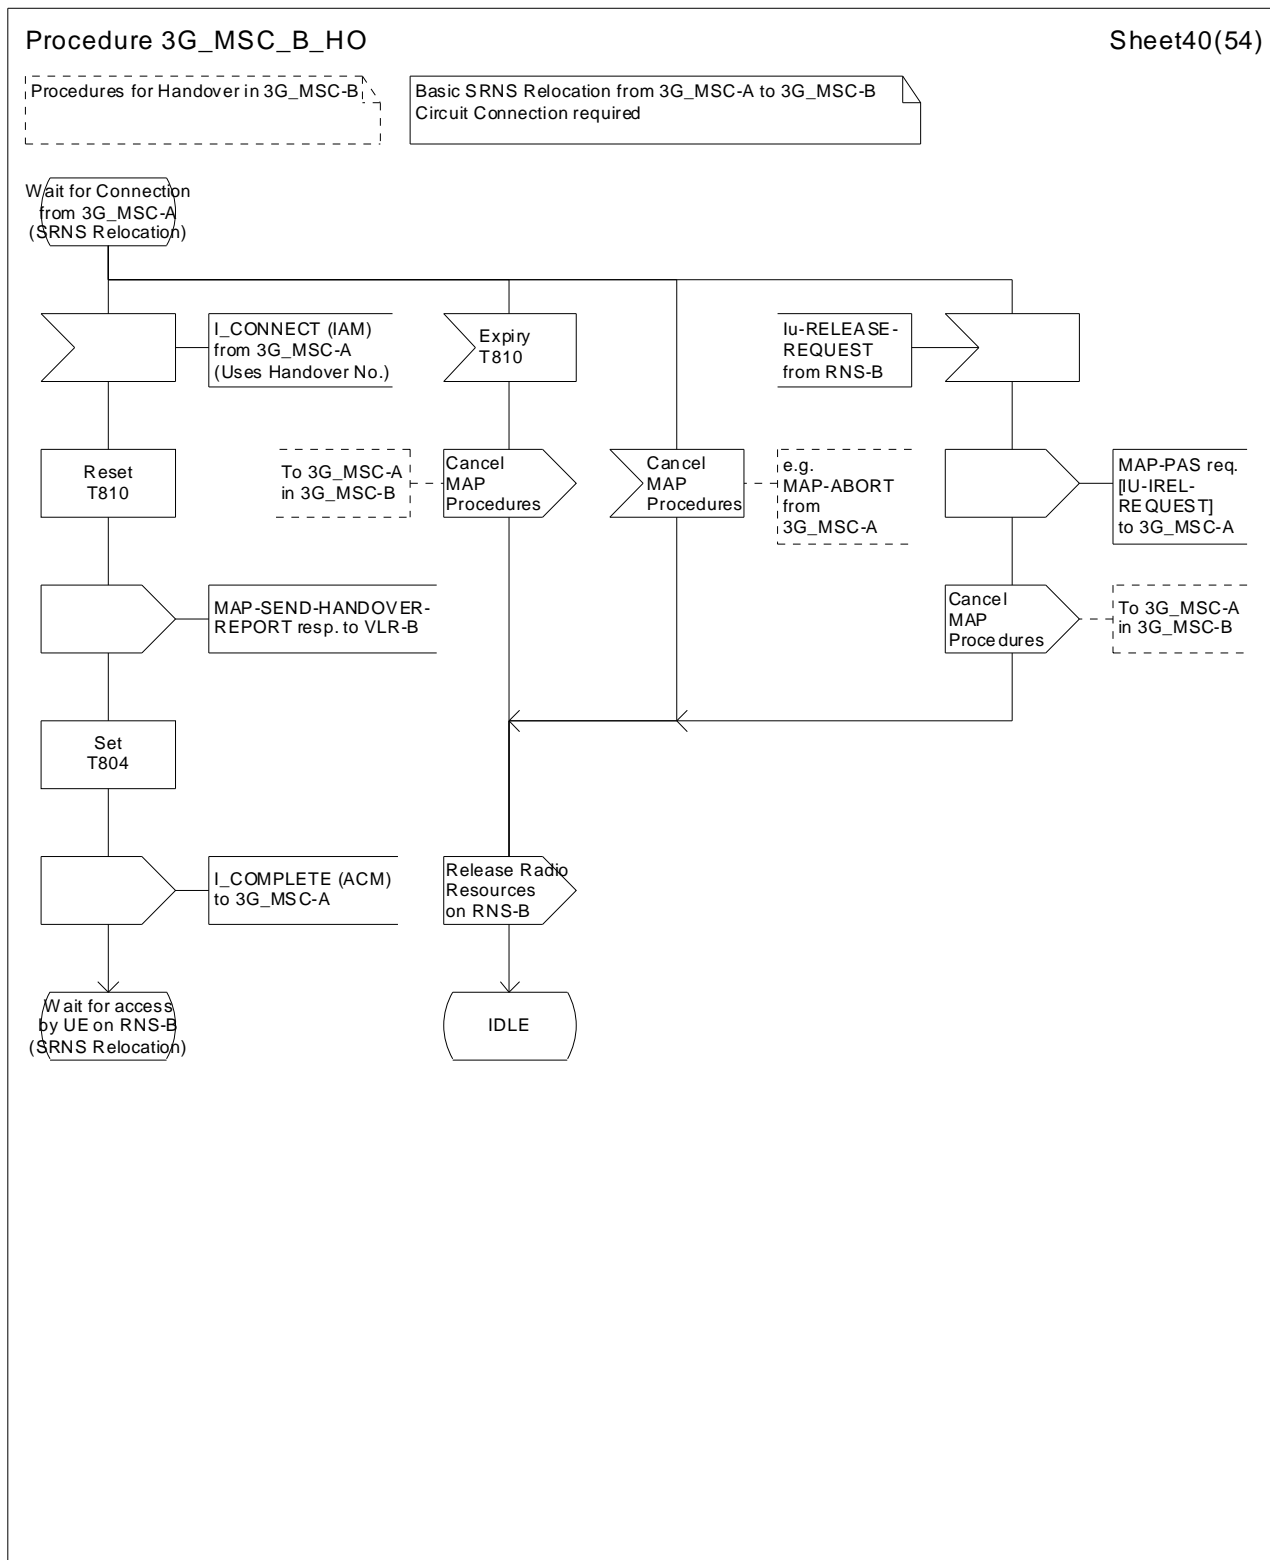 Procedure 3G_MSC_B_HO
Sheet40(54)
Procedures for Handover in 3G_MSC-B
Basic SRNS Relocation from 3G_MSC-A to 3G_MSC-B
Circuit Connection required
Wait for Connection
from 3G_MSC-A
(SRNS Relocation)
I_CONNECT (IAM)
from 3G_MSC-A
(Uses Handover No.)
Expiry
T810
Iu-RELEASE-
REQUEST
from RNS-B
Reset
T810
To 3G_MSC-A
in 3G_MSC-B
Cancel
MAP
Procedures
Cancel
MAP
Procedures
e.g.
MAP-ABORT
from
3G_MSC-A
MAP-PAS req.
[IU-IREL-
REQUEST]
to 3G_MSC-A
MAP-SEND-HANDOVER-
REPORT resp. to VLR-B
Cancel
MAP
Procedures
To 3G_MSC-A
in 3G_MSC-B
Set
T804
I_COMPLETE (ACM)
to 3G_MSC-A
Release Radio
Resources
on RNS-B
Wait for access
by UE on RNS-B
(SRNS Relocation)
IDLE